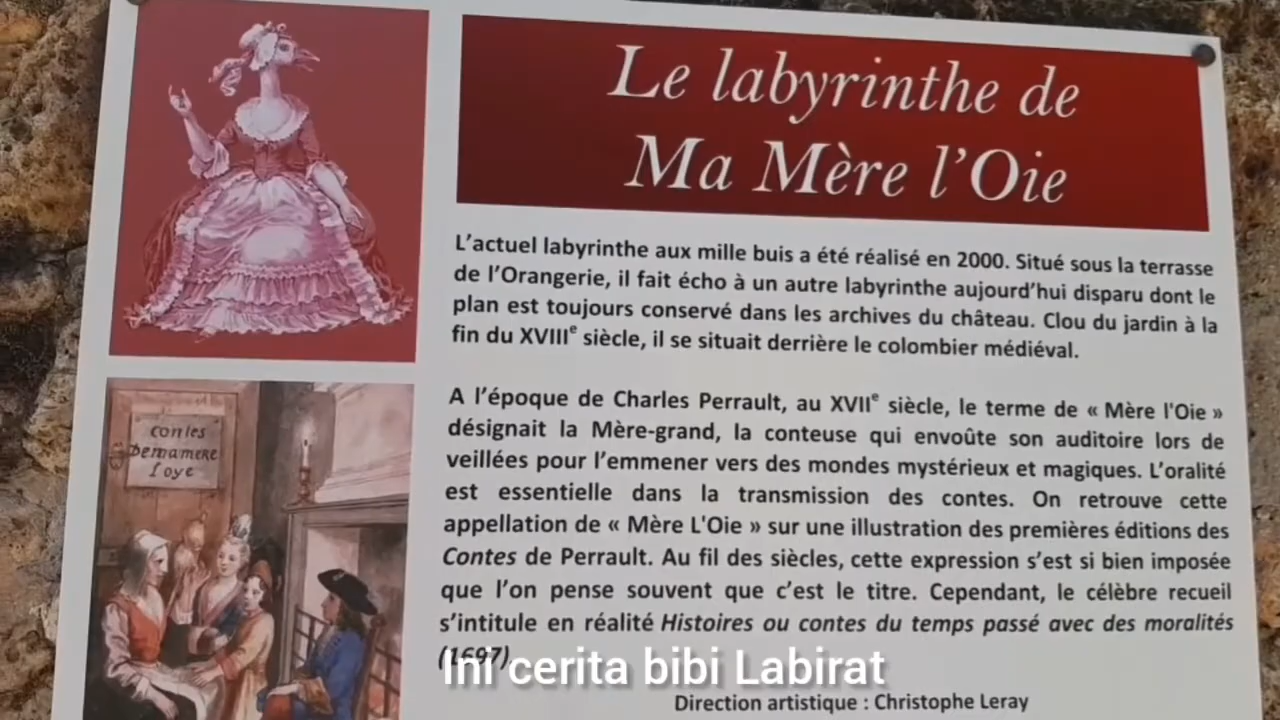 Le labyrinthe de
Ma Mère l'Oie
L'actuel labyrinthe aux mille buis a été réalisé en 2000. Situé sous la terrasse
de l'Orangerie, il fait écho à un autre labyrinthe aujourd'hui disparu dont le
plan est toujours conservé dans les archives du château. Clou du jardin à la
fin du XVIIIe siècle, il se situait derrière le colombier médiéval.
A l'époque de Charles Perrault, au XVIIe siècle, le terme de « Mère l'Oie »
désignait la Mère-grand, la conteuse qui envoûte son auditoire lors de
veillées pour l'emmener vers des mondes mystérieux et magiques. L'oralité
est essentielle dans la transmission des contes. On retrouve cette
appellation de « Mère L'Oie » sur une illustration des premières éditions des
Contes de Perrault. Au fil des siècles, cette expression s'est si bien imposée
que l'on pense souvent que c'est le titre. Cependant, le célèbre recueil
s'intitule en réalité Histoires ou contes du temps passé avec des moralités
(1697).
Direction artistique : Christophe Leray
contes
Demamere
Loye
Ini cerita bibi Labirat